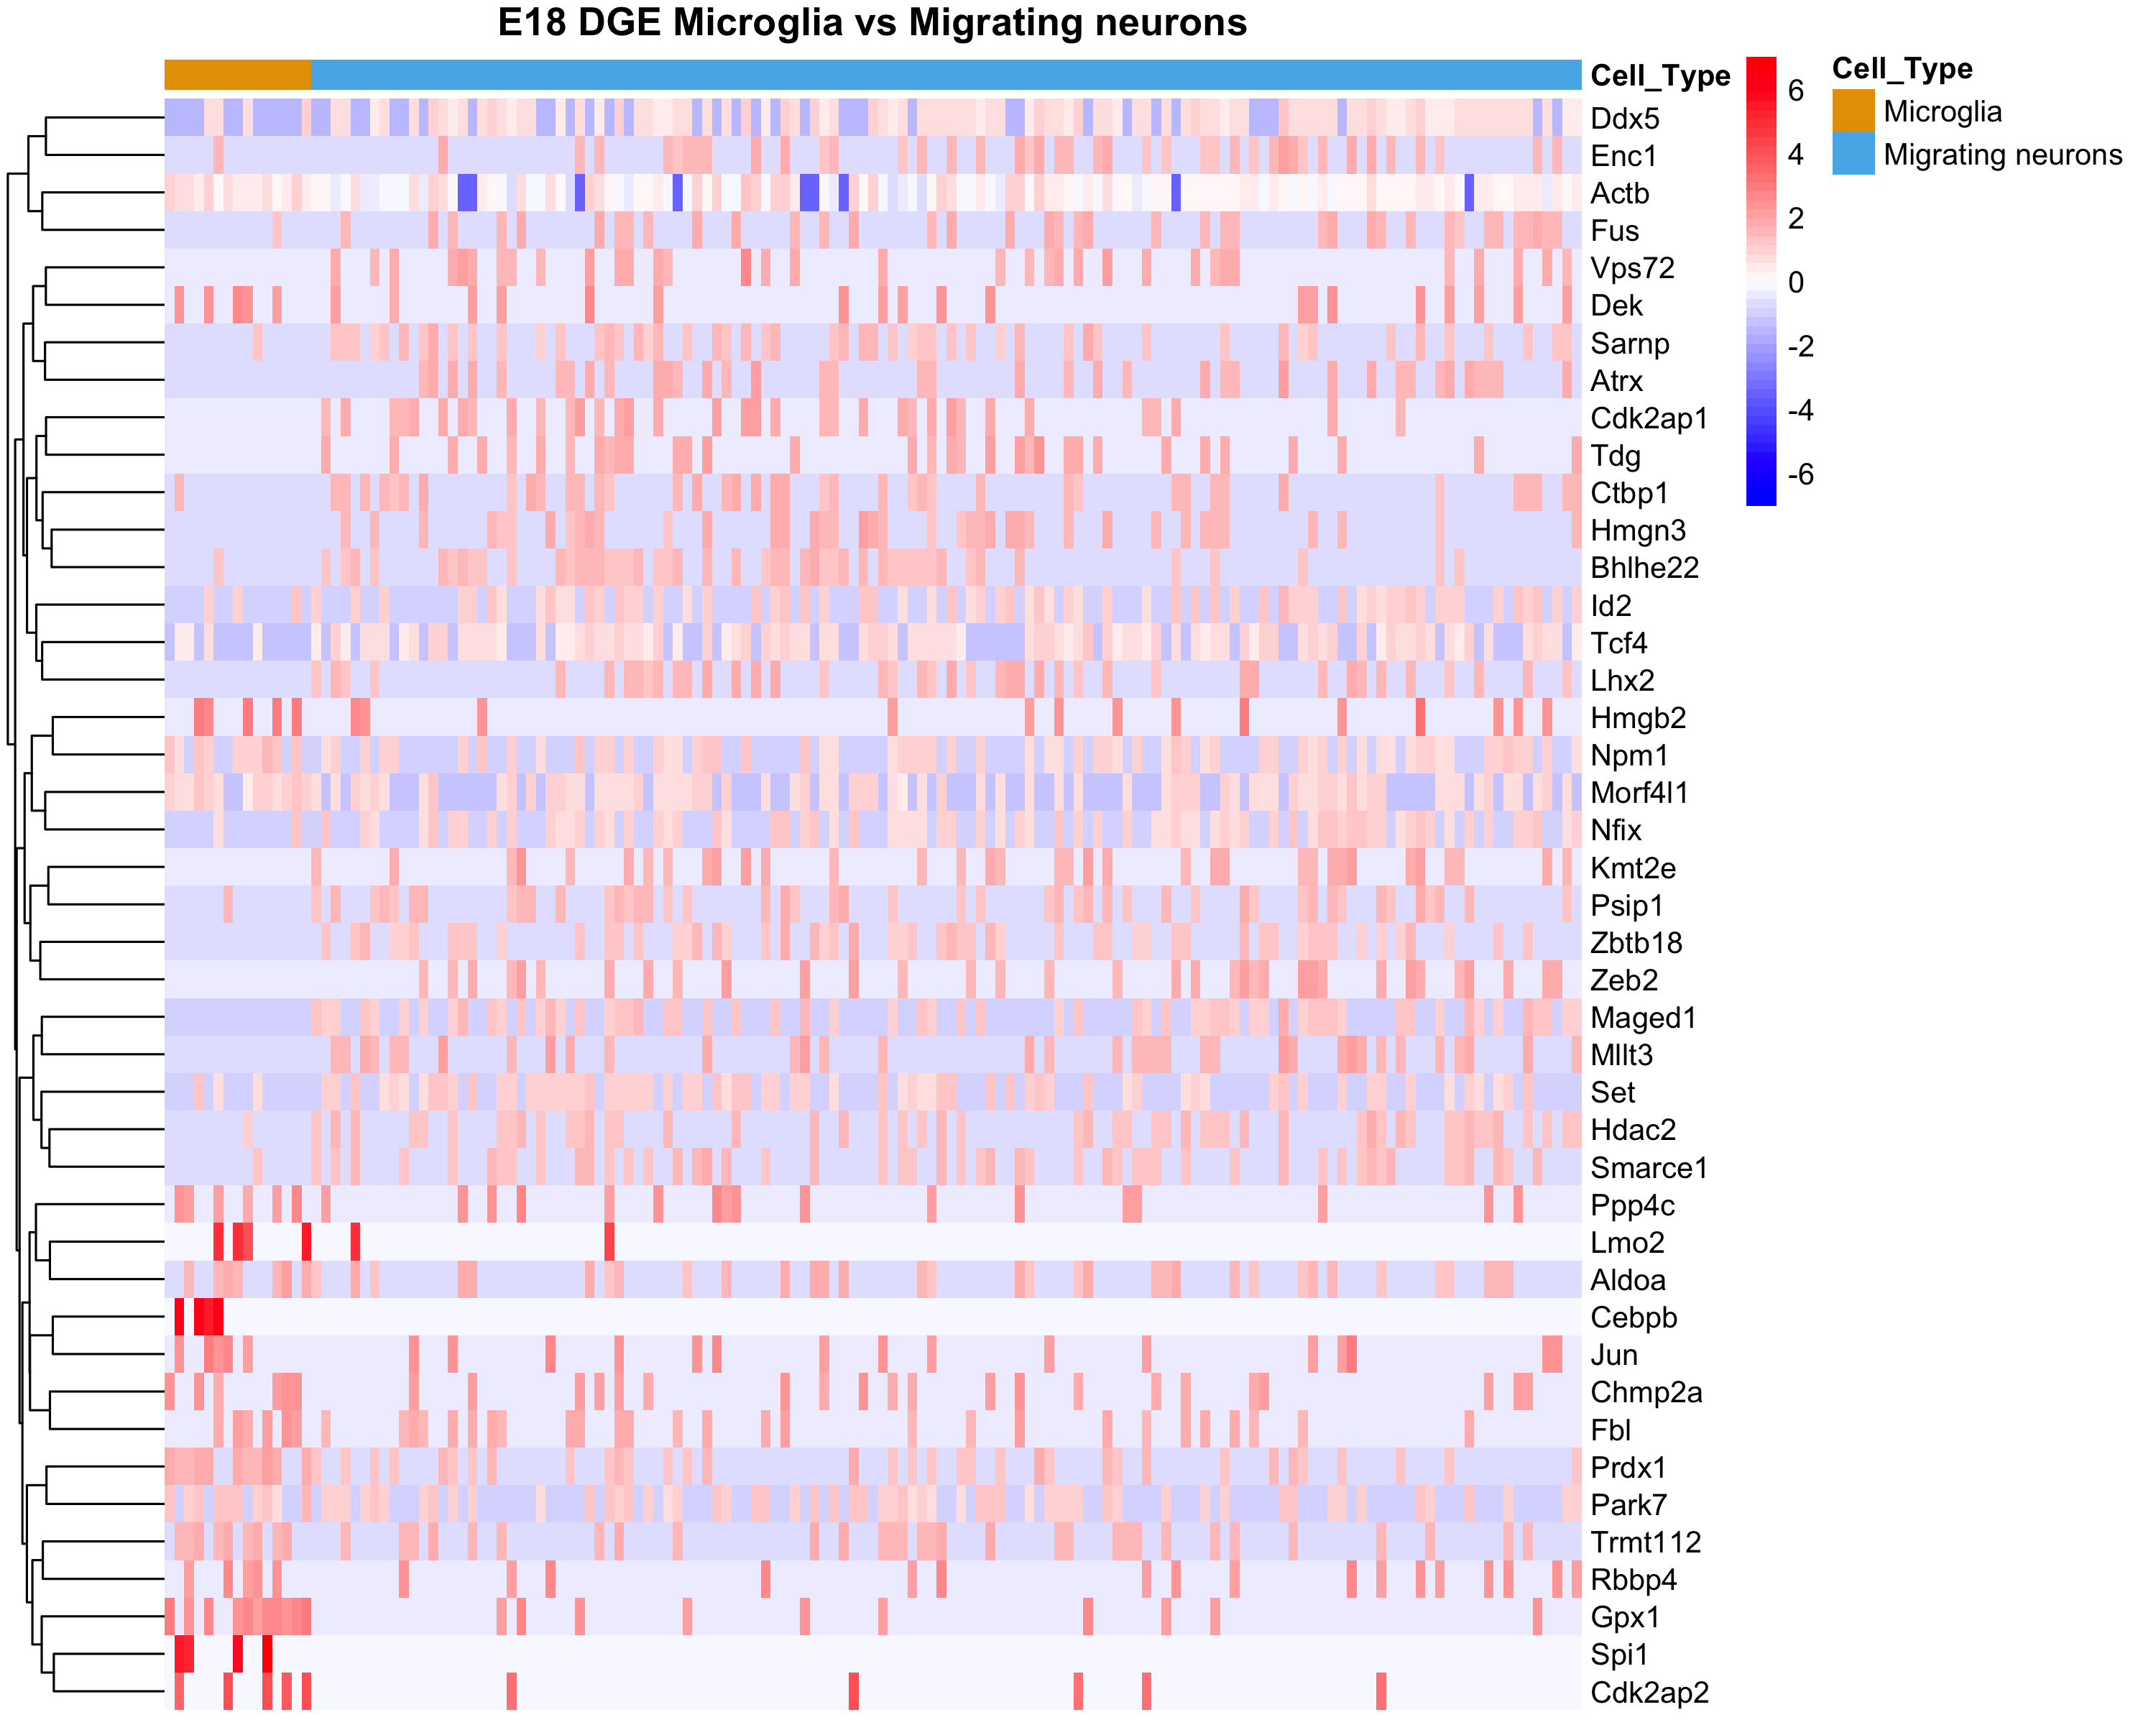 E18 DGE Microglia vs Migrating neurons
Cell_Type
Ddx5
Enc1
Actb
Fus
Vps72
Dek
Sarnp
Atrx
Cdk2ap1
Tdg
Ctbp1
Hmgn3
Bhlhe22
Id2
Tcf4
Lhx2
Hmgb2
Npm1
Morf4l1
Nfix
Kmt2e
Psip1
Zbtb18
Zeb2
Maged1
Mllt3
Set
Hdac2
Smarce1
Ppp4c
Lmo2
Aldoa
Cebpb
Jun
Chmp2a
Fbl
Prdx1
Park7
Trmt112
Rbbp4
Gpx1
Spi1
Cdk2ap2
6
4
2
0
-2
-4
-6
Cell_Type
Microglia
Migrating neurons